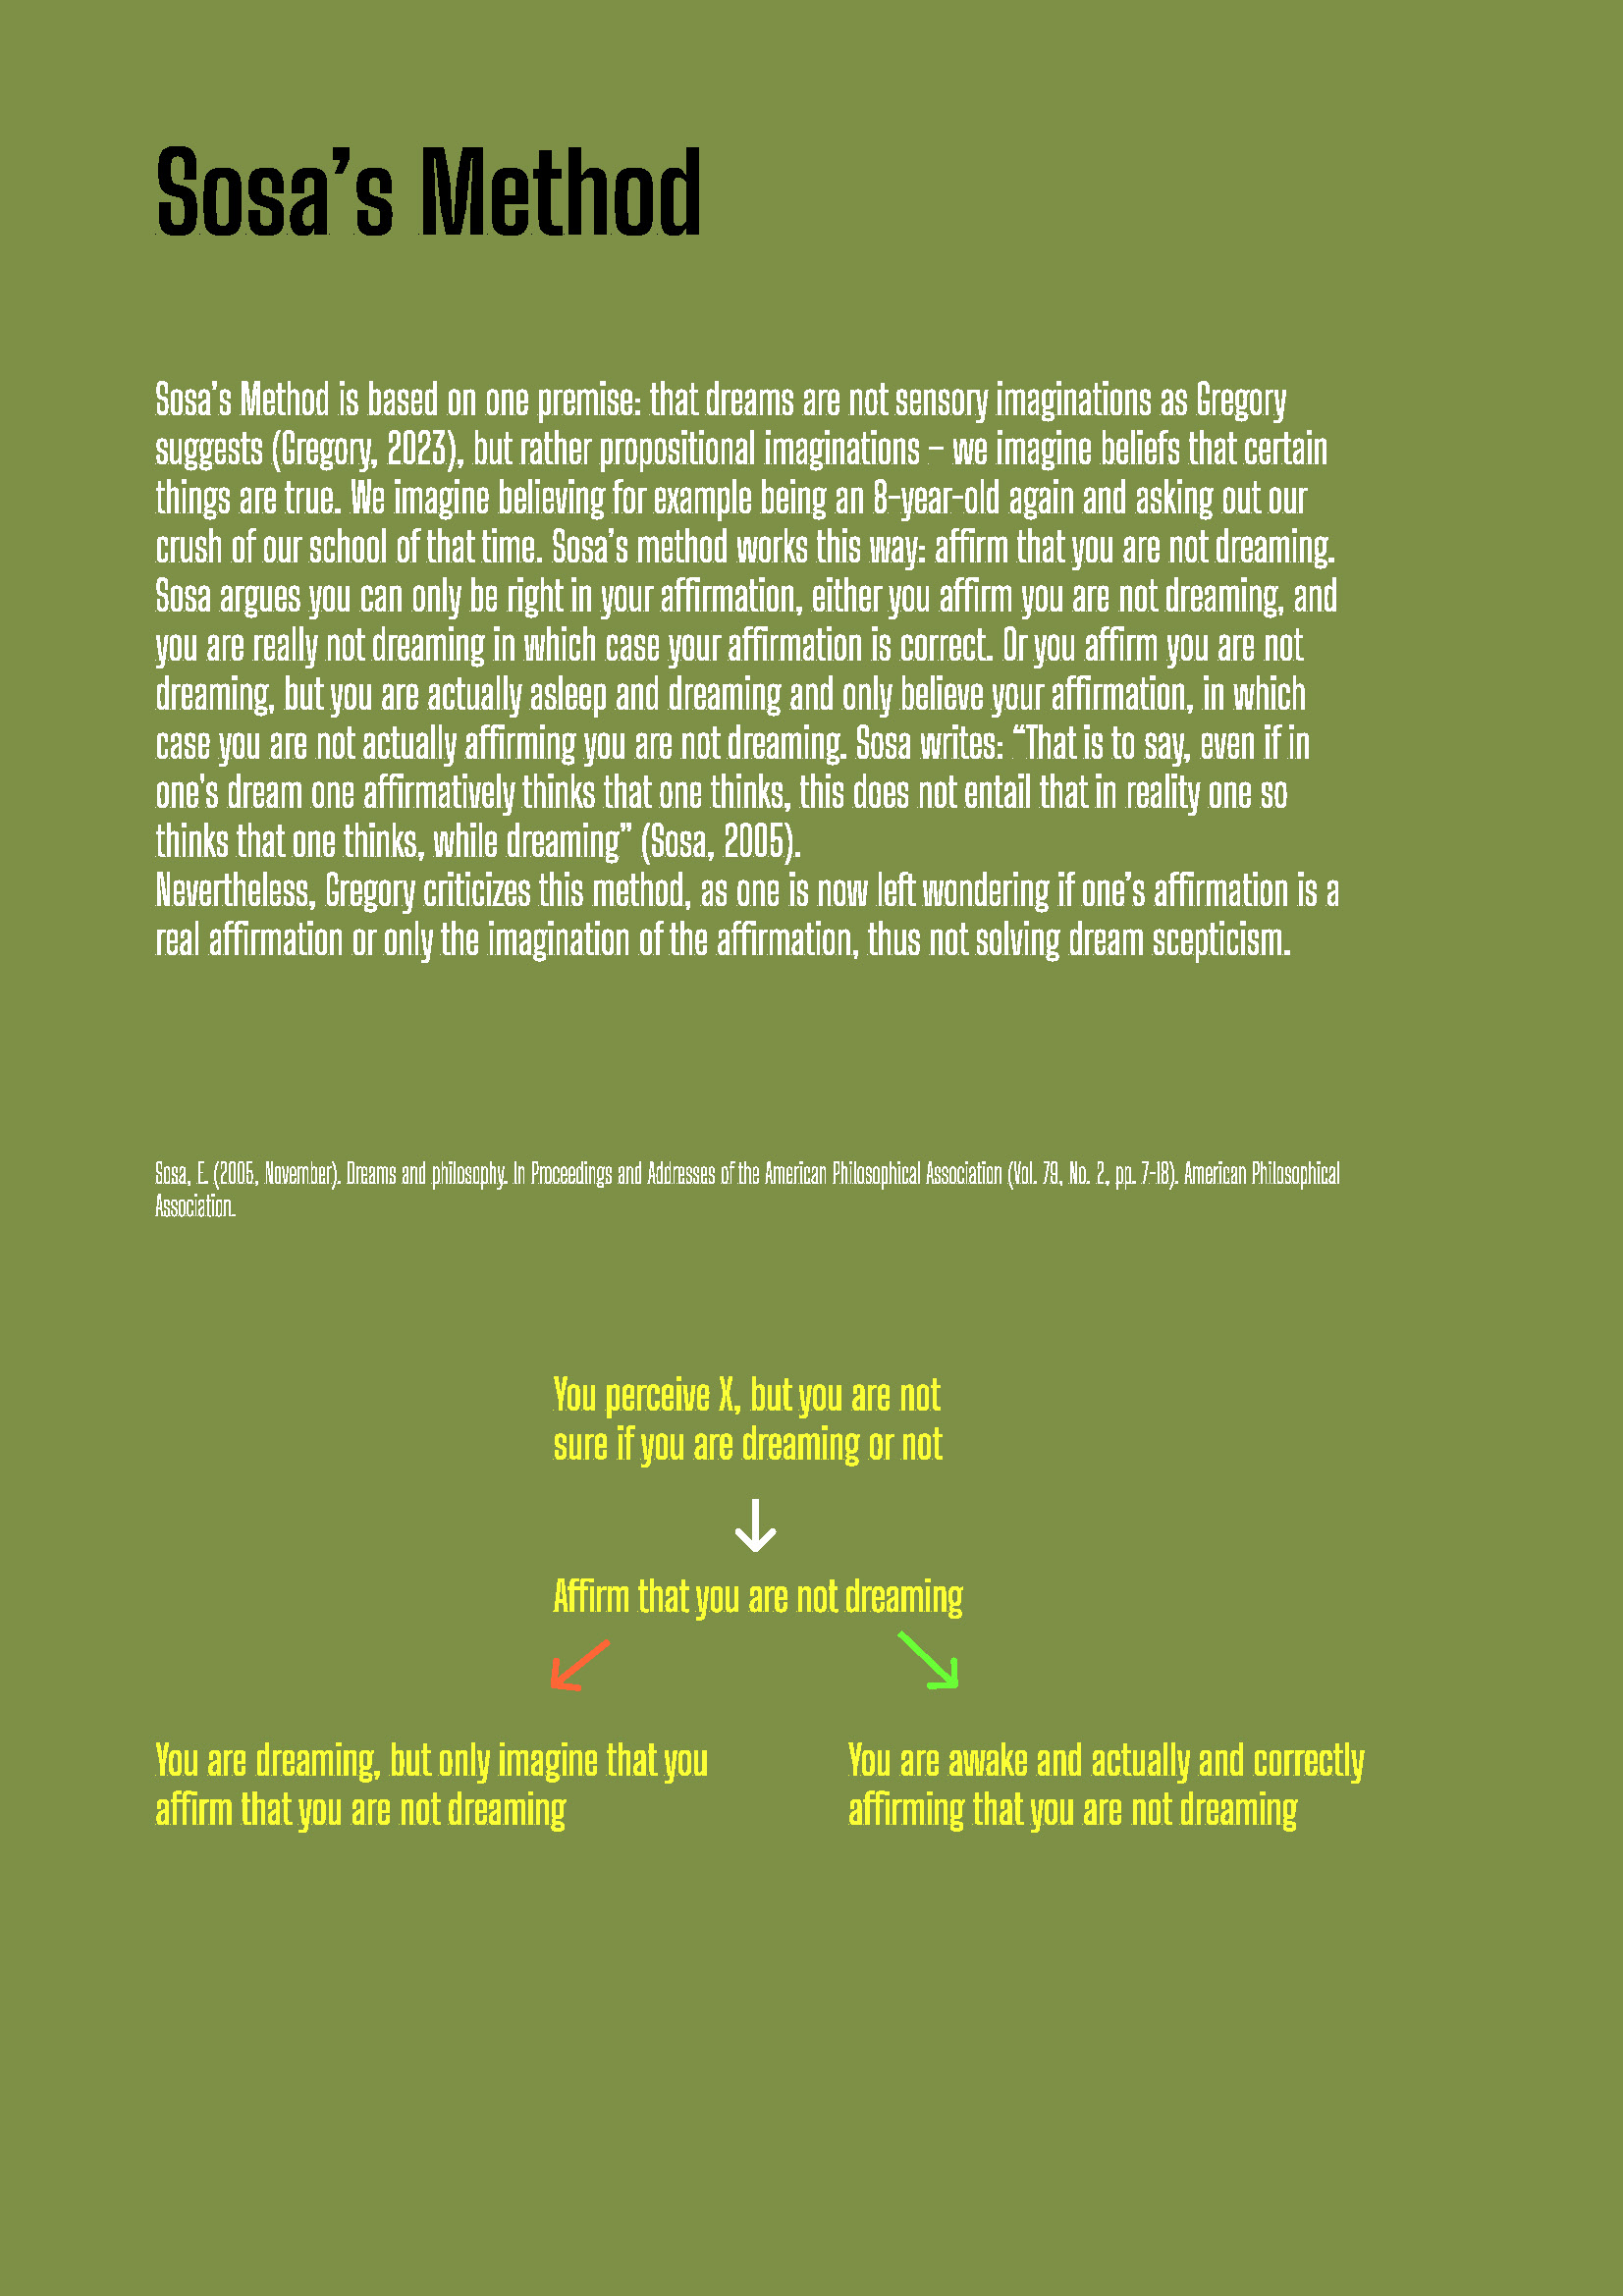 Sosa’s Method
Sosa’s Method is based on one premise: that dreams are not sensory imaginations as Gregory
suggests (Gregory, 2023), but rather propositional imaginations – we imagine beliefs that certain
things are true. We imagine believing for example being an 8-year-old again and asking out our
crush of our school of that time. Sosa’s method works this way: affirm that you are not dreaming.
Sosa argues you can only be right in your affirmation, either you affirm you are not dreaming, and
you are really not dreaming in which case your affirmation is correct. Or you affirm you are not
dreaming, but you are actually asleep and dreaming and only believe your affirmation, in which
case you are not actually affirming you are not dreaming. Sosa writes: “That is to say, even if in
one's dream one affirmatively thinks that one thinks, this does not entail that in reality one so
thinks that one thinks, while dreaming” (Sosa, 2005).
Nevertheless, Gregory criticizes this method, as one is now left wondering if one’s affirmation is a
real affirmation or only the imagination of the affirmation, thus not solving dream scepticism.
Sosa, E. (2005, November). Dreams and philosophy. In Proceedings and Addresses of the American Philosophical Association (Vol. 79, No. 2, pp. 7-18). American Philosophical
Association.
You perceive X, but you are not
sure if you are dreaming or not
Affirm that you are not dreaming
You are dreaming, but only imagine that you
affirm that you are not dreaming
You are awake and actually and correctly
affirming that you are not dreaming